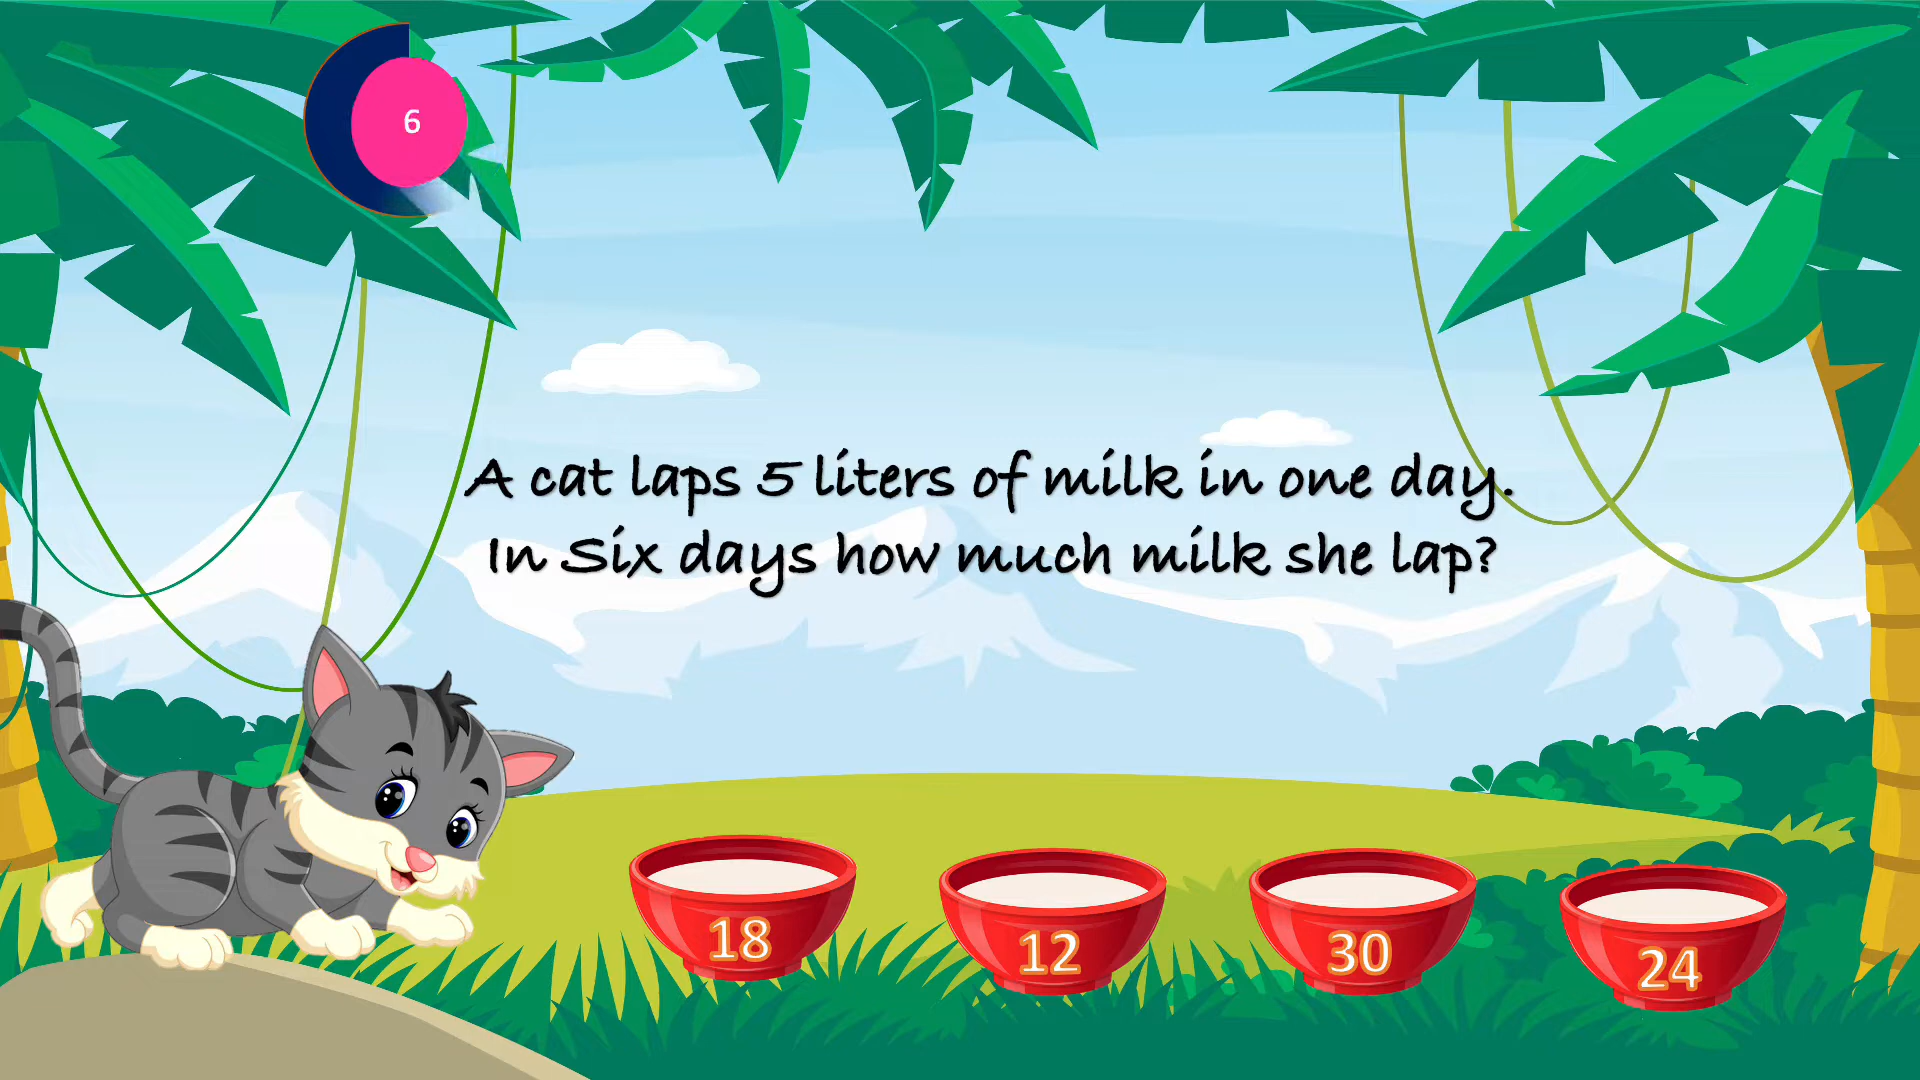 6
A cat laps 5 liters of milk in one day.
In Six days how much milk she lap?
18
12
30
24